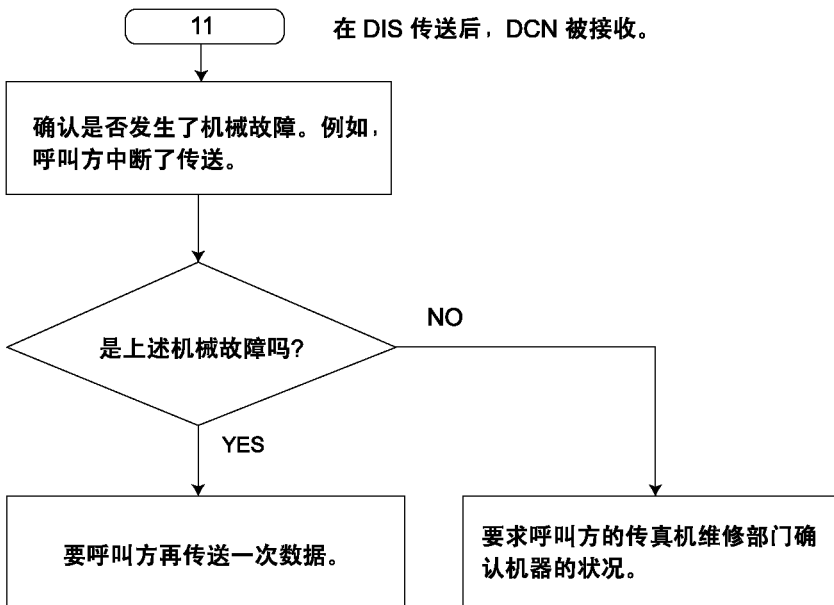 11
在 DIS 传送后，DCN 被接收。
确认是否发生了机械故障。例如，
呼叫方中断了传送。
是上述机械故障吗?
NO
YES
要呼叫方再传送一次数据。
要求呼叫方的传真机维修部门确
认机器的状况。